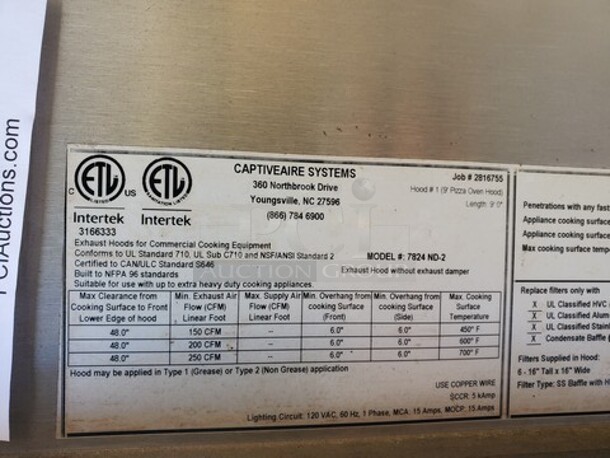 PCIAuctions.com
C ETL LISTED US
ETL SANITATION LISTED
Intertek Intertek
3166333
CAPTIVEAIRE SYSTEMS
360 Northbrook Drive
Youngsville, NC 27596
(866) 784 6900
Job # 2816755
Hood # 1 (9' Pizza Oven Hood)
Length: 9' 0"
Exhaust Hoods for Commercial Cooking Equipment
Conforms to UL Standard 710, UL Sub C710 and NSF/ANSI Standard 2
Certified to CAN/ULC Standard S646
Built to NFPA 96 standards
Suitable for use with up to extra heavy duty cooking appliances.
MODEL #: 7824 ND-2
Exhaust Hood without exhaust damper
Max. Clearance from Cooking Surface to Front Lower Edge of hood
Min. Exhaust Air Flow (CFM) Linear Foot
Max. Supply Air Flow (CFM) Linear Foot
Min. Overhang from cooking Surface (Front)
Min. Overhang from cooking Surface (Side)
Max. Cooking Surface Temperature
48.0" 150 CFM -- 6.0" 6.0" 450° F
48.0" 200 CFM -- 6.0" 6.0" 600° F
48.0" 250 CFM -- 6.0" 6.0" 700° F
Hood may be applied in Type 1 (Grease) or Type 2 (Non Grease) application
USE COPPER WIRE
SCCR: 5 kAmp
Lighting Circuit: 120 VAC, 60 Hz, 1 Phase, MCA: 15 Amps, MOCP: 15 Amps
Penetrations with any fast
Appliance cooking surface
Appliance cooking surface
Max cooking surface temp
Replace filters only with
X UL Classified HVC
X UL Classified Alum
X UL Classified Stain
X Condensate Baffle (
Filters Supplied in Hood:
6 - 16" Tall x 16" Wide
Filter Type: SS Baffle with H
PCI
AUCTION GROUP